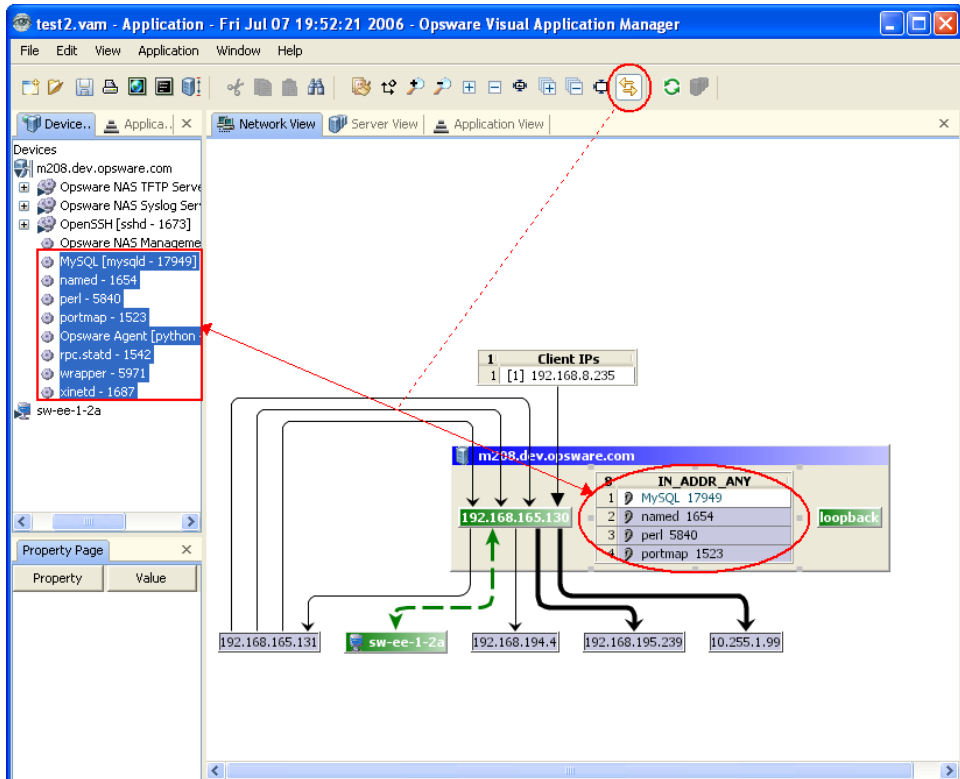 test2.vam - Application - Fri Jul 07 19:52:21 2006 - Opsware Visual Application Manager
File Edit View Application Window Help
Device.. Applica..
Network View Server View Application View
Devices
m208.dev.opsware.com
Opsware NAS TFTP Serve
Opsware NAS Syslog Ser
OpenSSH [sshd - 1673]
Opsware NAS Manageme
MySQL [mysqld - 17949]
named - 1654
perl - 5840
portmap - 1523
Opsware Agent [python -
rpc.statd - 1542
wrapper - 5971
xinetd - 1687
sw-ee-1-2a
Property Page
Property Value
1 Client IPs
1 [1] 192.168.8.235
m208.dev.opsware.com
192.168.165.130
8 IN_ADDR_ANY
1 MySQL 17949
2 named 1654
3 perl 5840
4 portmap 1523
loopback
192.168.165.131
sw-ee-1-2a
192.168.194.4
192.168.195.239
10.255.1.99